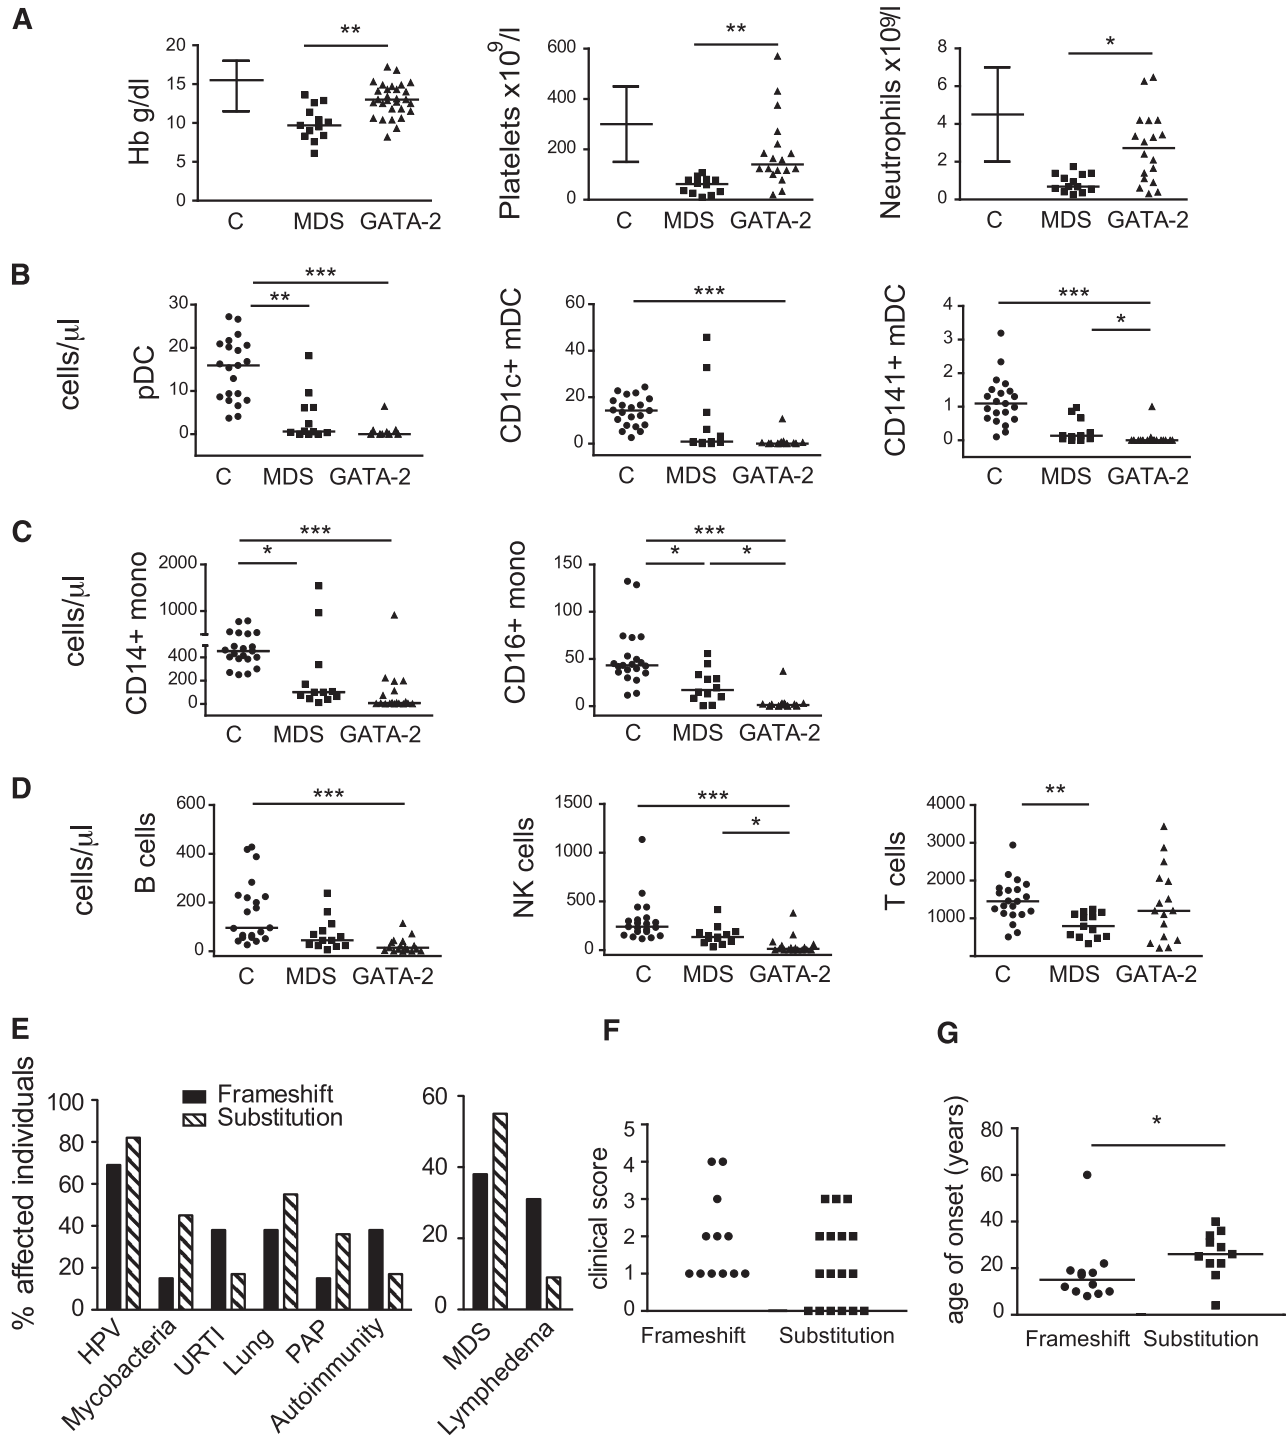 A
Hb g/dl
20
15
10
5
0
**
C MDS GATA-2
Platelets x10^9/l
600
400
200
0
**
C MDS GATA-2
Neutrophils x10^9/l
8
6
4
2
0
*
C MDS GATA-2
B
cells/µl
pDC
30
20
10
0
***
**
C MDS GATA-2
CD1c+ mDC
60
40
20
0
***
C MDS GATA-2
CD141+ mDC
4
3
2
1
0
***
*
C MDS GATA-2
C
cells/µl
CD14+ mono
2000
1000
400
200
0
***
*
C MDS GATA-2
CD16+ mono
150
100
50
0
***
* *
C MDS GATA-2
D
cells/µl
B cells
600
400
200
0
***
C MDS GATA-2
NK cells
1500
1000
500
0
***
*
C MDS GATA-2
T cells
4000
3000
2000
1000
**
C MDS GATA-2
E
% affected individuals
100
80
60
40
20
0
Frameshift
Substitution
HPV
Mycobacteria
URTI
Lung
PAP
Autoimmunity
60
40
20
0
MDS
Lymphedema
F
clinical score
5
4
3
2
1
0
Frameshift Substitution
G
age of onset (years)
80
60
40
20
0
*
Frameshift Substitution